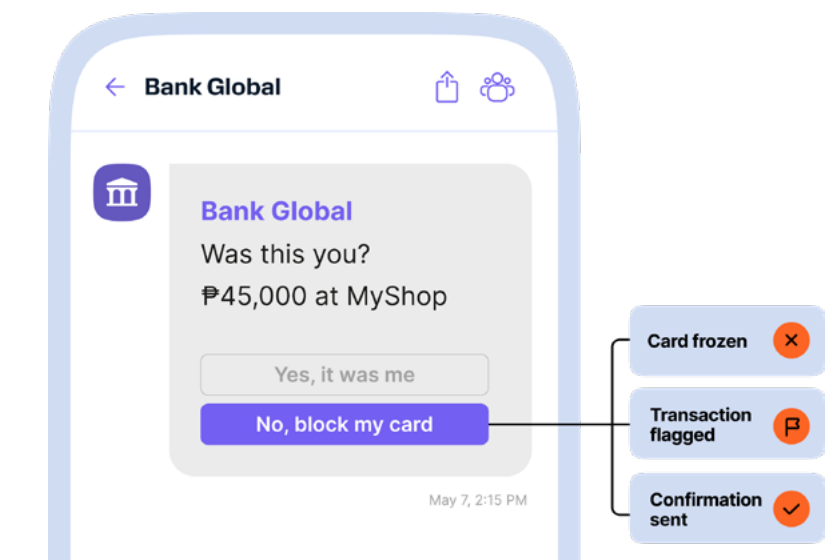 Bank Global
Bank Global
Was this you?
₱45,000 at MyShop
Yes, it was me
No, block my card
May 7, 2:15 PM
Card frozen
Transaction
flagged
Confirmation
sent